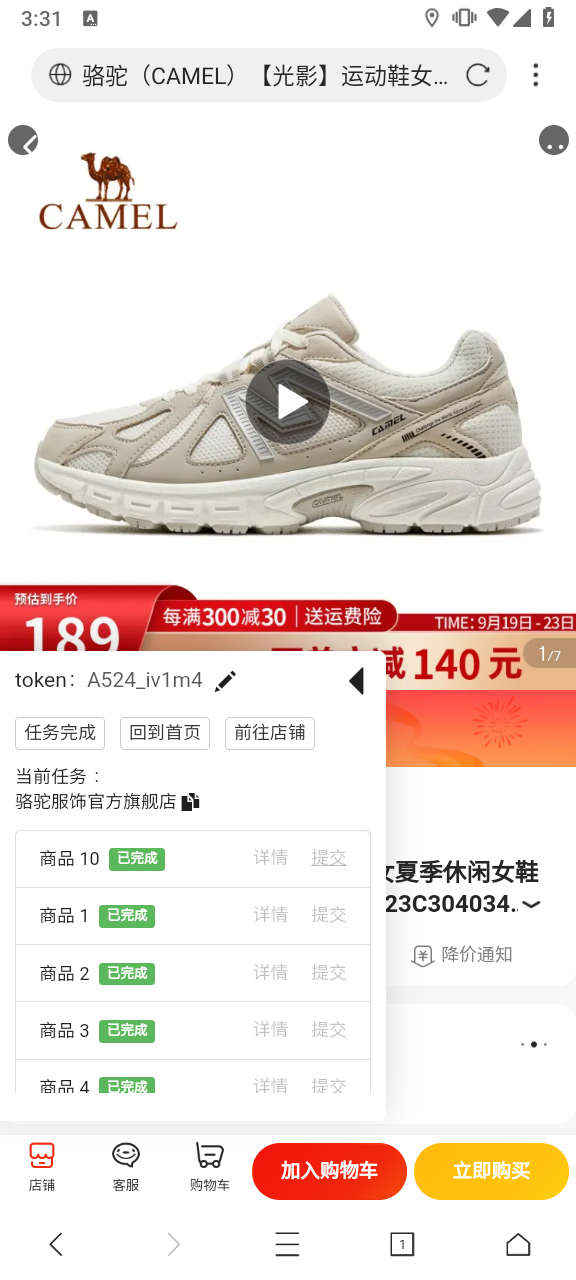 3:31
A
骆驼（CAMEL）【光影】运动鞋女...
CAMEL
CAMEL
预估到手价
189
每满300减30 | 送运费险
TIME: 9月19日 - 23日
减 140 元
1/7
token: A524_iv1m4
任务完成
回到首页
前往店铺
当前任务：
骆驼服饰官方旗舰店
商品 10 已完成 详情 提交
商品 1 已完成 详情 提交
商品 2 已完成 详情 提交
商品 3 已完成 详情 提交
商品 4 已完成 详情 提交
女夏季休闲女鞋
23C304034..
降价通知
店铺
客服
购物车
加入购物车
立即购买
1